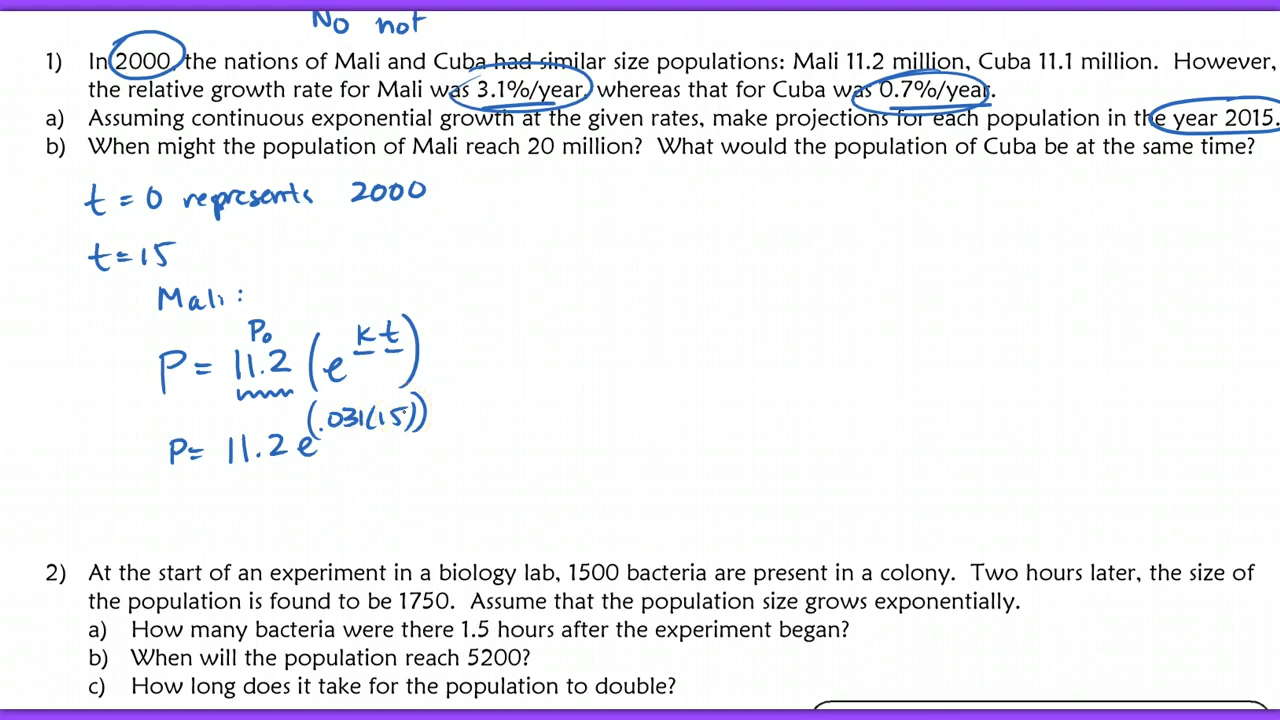 No not
1) In 2000, the nations of Mali and Cuba had similar size populations: Mali 11.2 million, Cuba 11.1 million. However,
the relative growth rate for Mali was 3.1%/year, whereas that for Cuba was 0.7%/year.
a) Assuming continuous exponential growth at the given rates, make projections for each population in the year 2015.
b) When might the population of Mali reach 20 million? What would the population of Cuba be at the same time?
t = 0 represents 2000
t = 15
Mali :
P₀
P = 11.2 (e^kt)
P = 11.2 e^(.031(15))
2) At the start of an experiment in a biology lab, 1500 bacteria are present in a colony. Two hours later, the size of
the population is found to be 1750. Assume that the population size grows exponentially.
a) How many bacteria were there 1.5 hours after the experiment began?
b) When will the population reach 5200?
c) How long does it take for the population to double?